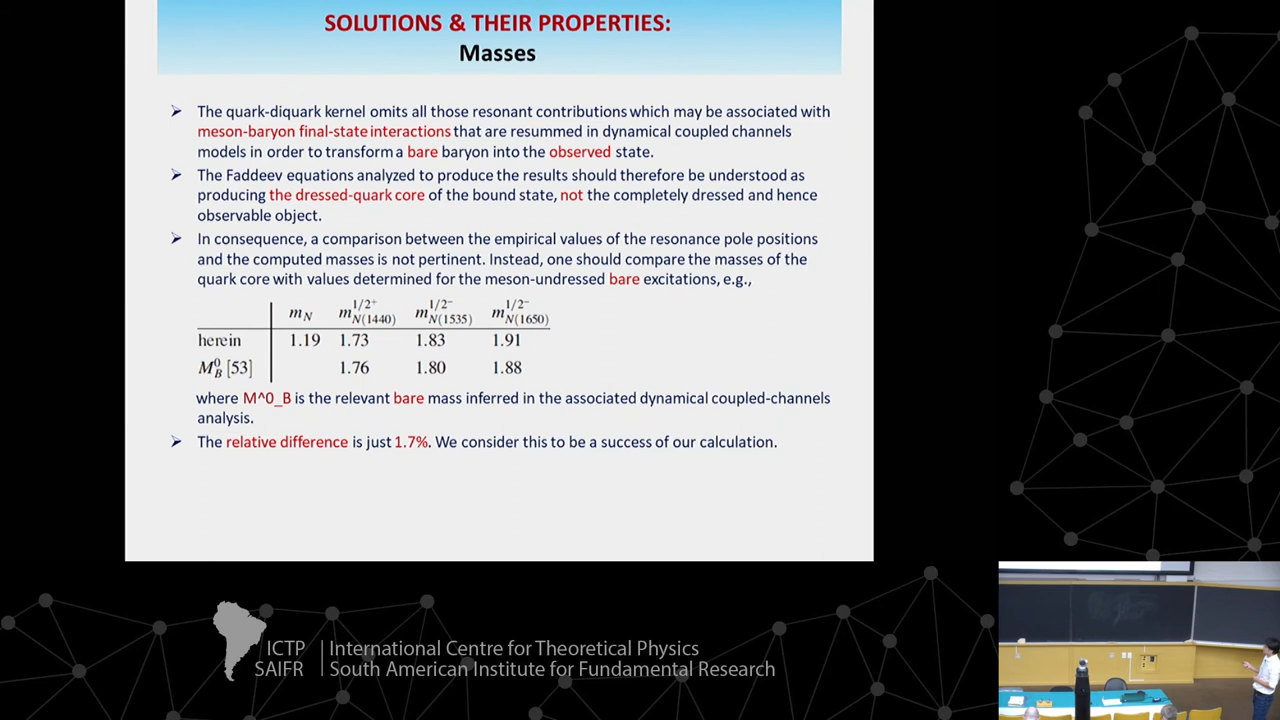 SOLUTIONS & THEIR PROPERTIES:
Masses
➢ The quark-diquark kernel omits all those resonant contributions which may be associated with
meson-baryon final-state interactions that are resummed in dynamical coupled channels
models in order to transform a bare baryon into the observed state.
➢ The Faddeev equations analyzed to produce the results should therefore be understood as
producing the dressed-quark core of the bound state, not the completely dressed and hence
observable object.
➢ In consequence, a comparison between the empirical values of the resonance pole positions
and the computed masses is not pertinent. Instead, one should compare the masses of the
quark core with values determined for the meson-undressed bare excitations, e.g.,
m_N m_{N(1440)}^{1/2+} m_{N(1535)}^{1/2-} m_{N(1650)}^{1/2-}
herein 1.19 1.73 1.83 1.91
M_B^0 [53] 1.76 1.80 1.88
where M^0_B is the relevant bare mass inferred in the associated dynamical coupled-channels
analysis.
➢ The relative difference is just 1.7%. We consider this to be a success of our calculation.
ICTP International Centre for Theoretical Physics
SAIFR South American Institute for Fundamental Research